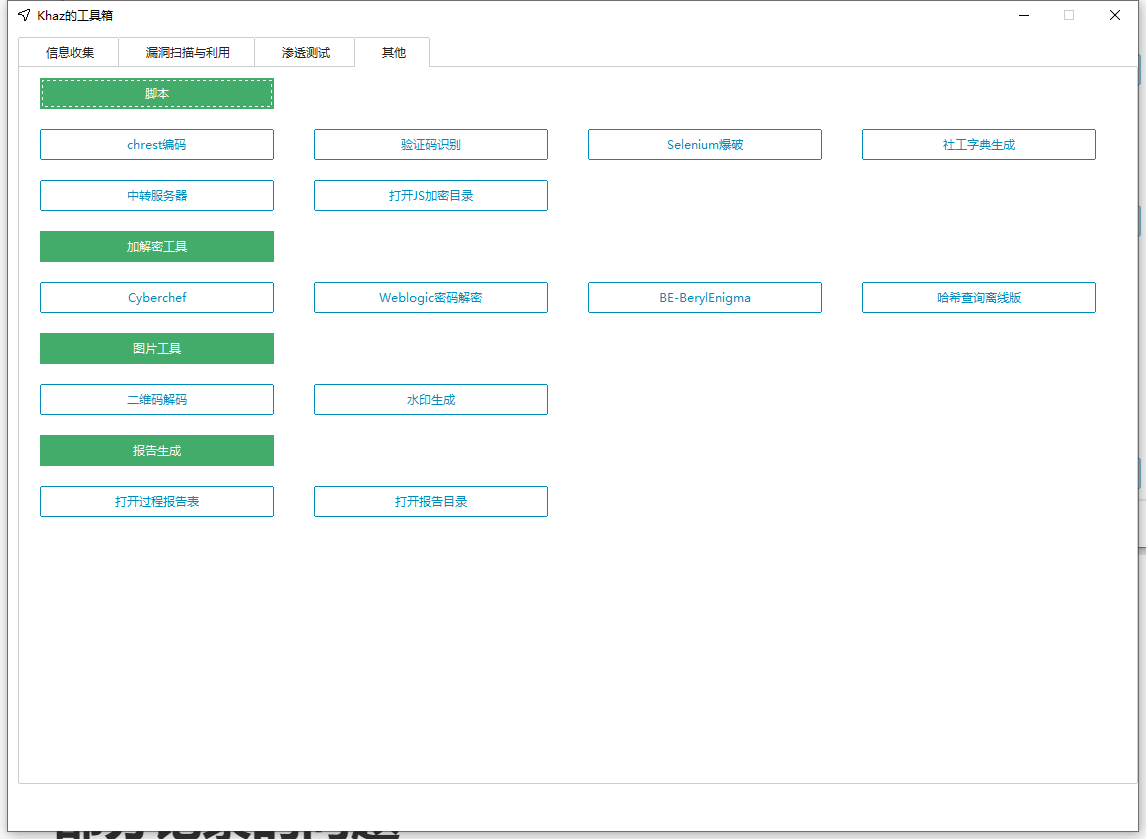 Khaz的工具箱
信息收集 漏洞扫描与利用 渗透测试 其他
脚本
chrest编码 验证码识别 Selenium爆破 社工字典生成
中转服务器 打开JS加密目录
加解密工具
Cyberchef Weblogic密码解密 BE-BerylEnigma 哈希查询离线版
图片工具
二维码解码 水印生成
报告生成
打开过程报告表 打开报告目录